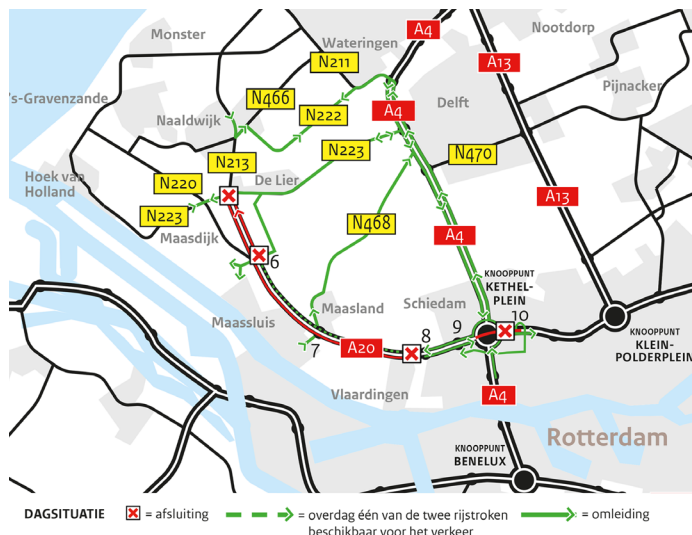 Monster
Wateringen
A4
Nootdorp
N211
A13
's-Gravenzande
N466
Pijnacker
Naaldwijk
N222
A4
Delft
N223
N470
N213
Hoek van
Holland
N220
De Lier
A13
N223
N468
A4
Maasdijk
6
KNOOPPUNT
KETHEL-
PLEIN
Maassluis
Maasland
Schiedam
10
9
8
7
A20
KNOOPPUNT
KLEIN-
POLDERPLEIN
Vlaardingen
A4
Rotterdam
KNOOPPUNT
BENELUX
DAGSITUATIE
= afsluiting
= overdag één van de twee rijstroken
beschikbaar voor het verkeer
= omleiding